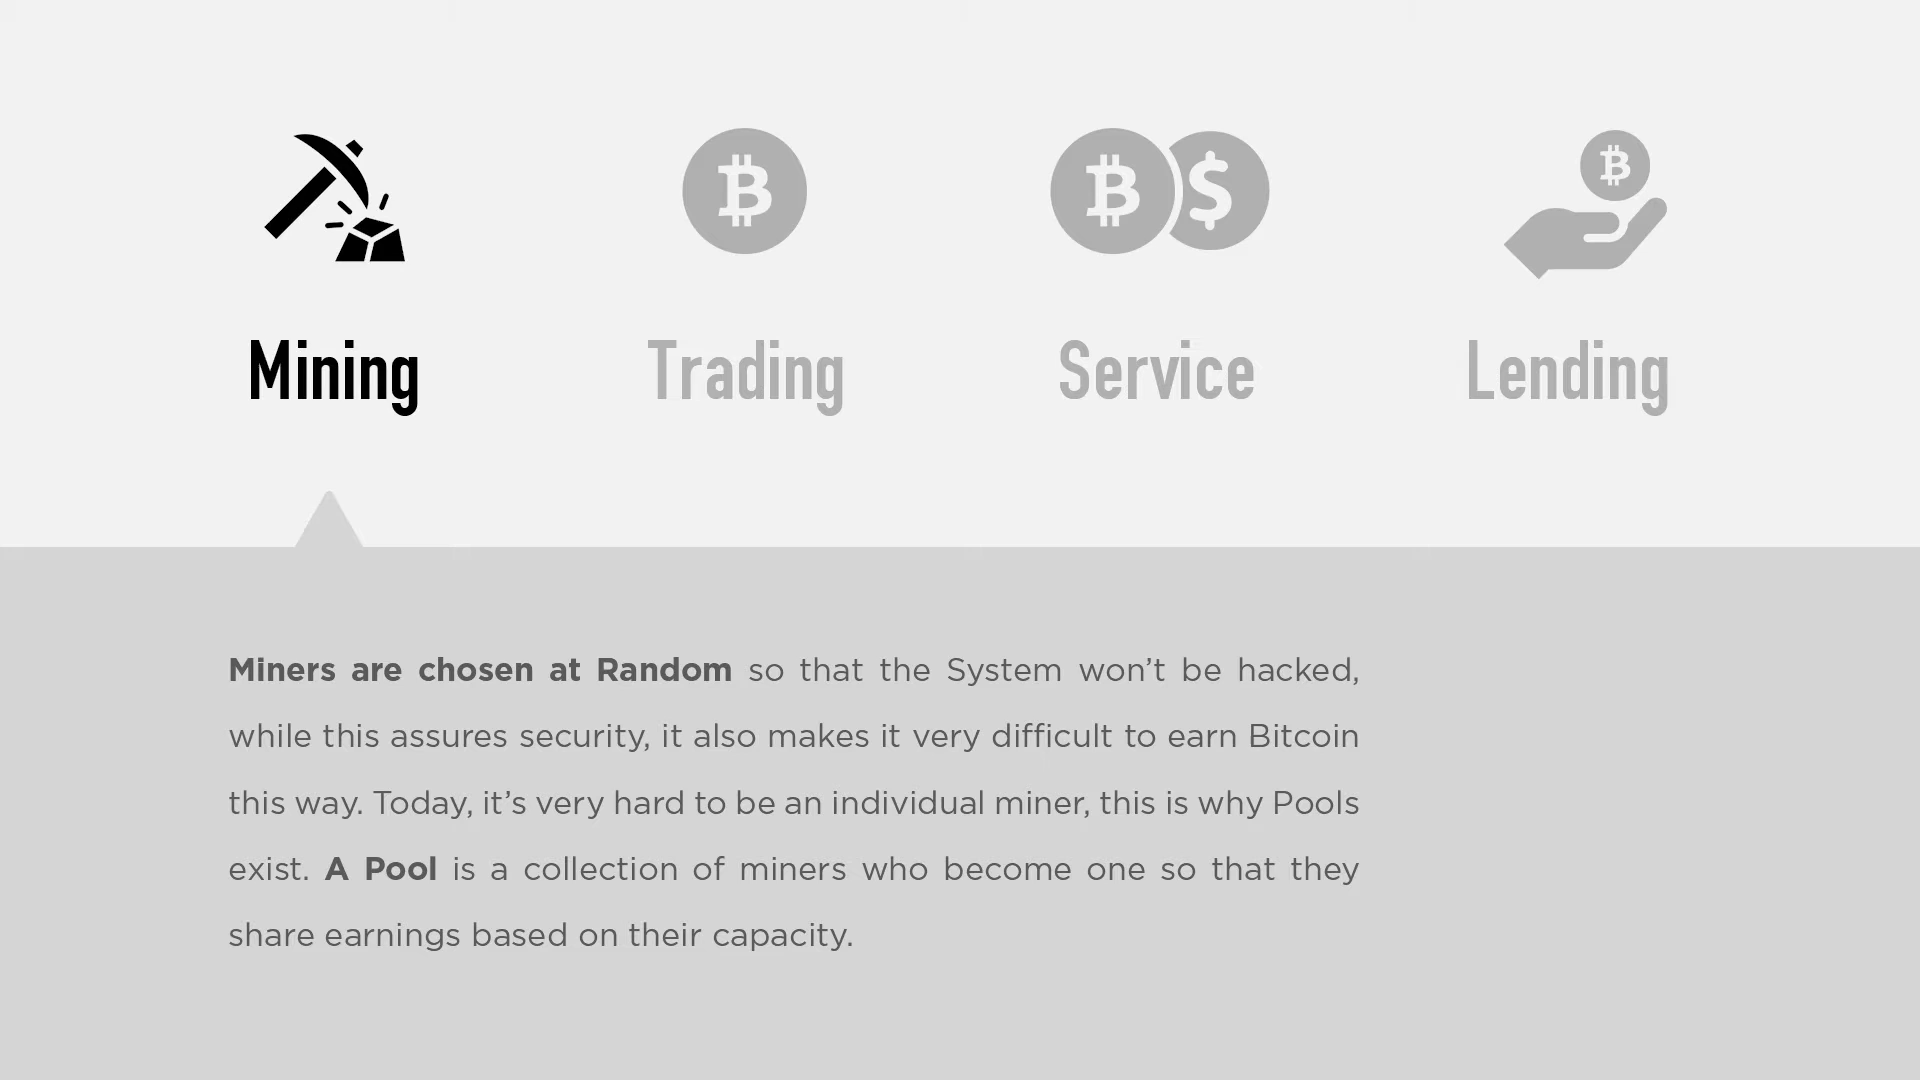 Mining
Trading
Service
Lending
Miners are chosen at Random so that the System won’t be hacked,
while this assures security, it also makes it very difficult to earn Bitcoin
this way. Today, it’s very hard to be an individual miner, this is why Pools
exist. A Pool is a collection of miners who become one so that they
share earnings based on their capacity.